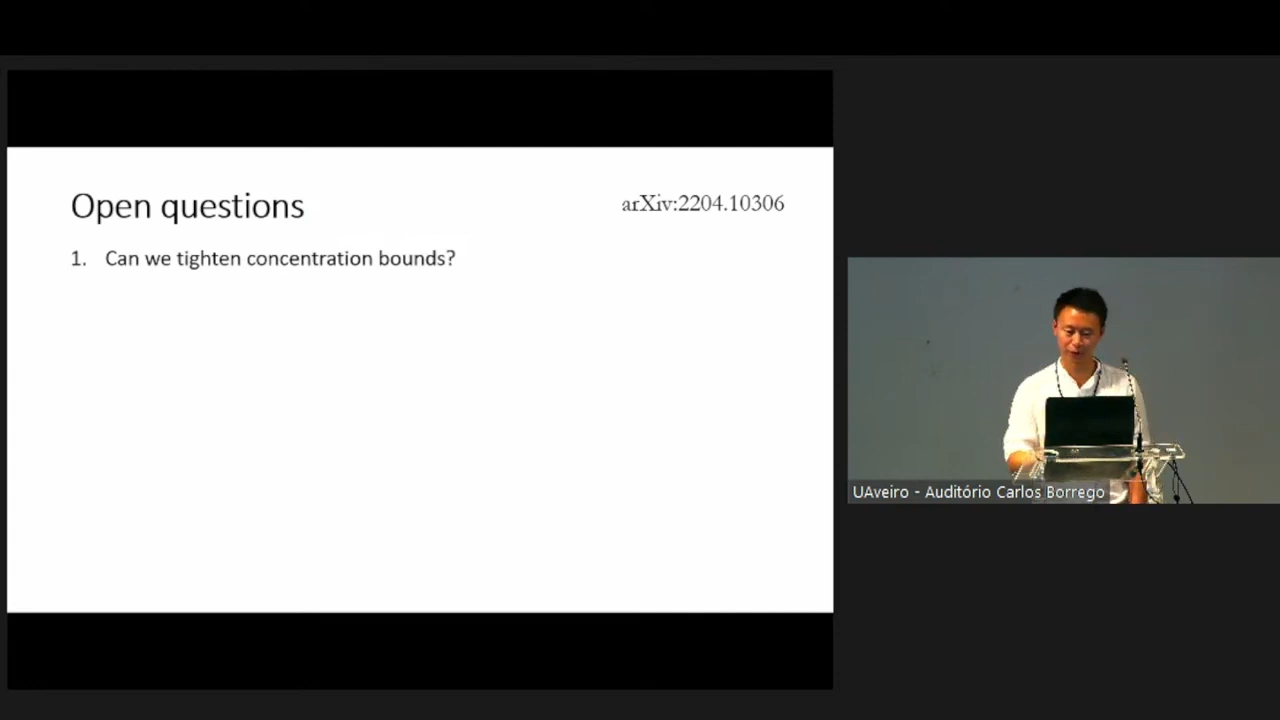 Open questions
arXiv:2204.10306
1. Can we tighten concentration bounds?
UAveiro - Auditório Carlos Borrego